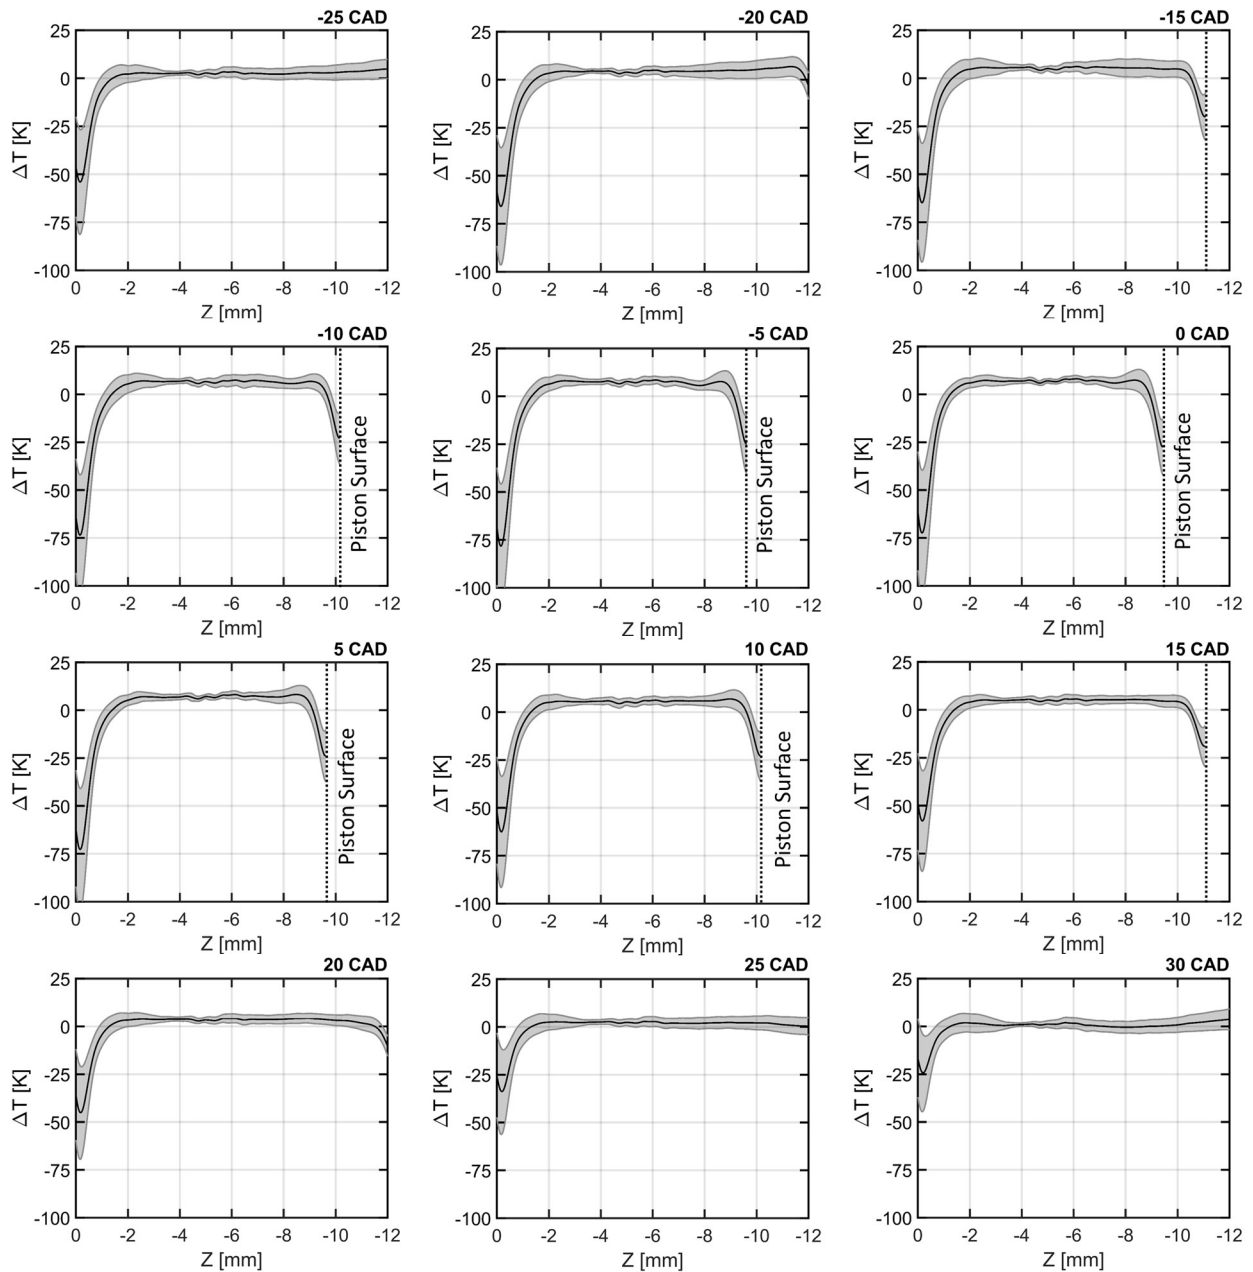 -25 CAD -20 CAD -15 CAD
25 25 25
0 0 0
-25 -25 -25
-50 -50 -50
-75 -75 -75
-100 -100 -100
ΔT [K] ΔT [K] ΔT [K]
0 -2 -4 -6 -8 -10 -12 0 -2 -4 -6 -8 -10 -12 0 -2 -4 -6 -8 -10 -12
Z [mm] Z [mm] Z [mm]
-10 CAD -5 CAD 0 CAD
25 25 25
0 0 0
-25 -25 -25
-50 -50 -50
-75 -75 -75
-100 -100 -100
ΔT [K] ΔT [K] ΔT [K]
Piston Surface Piston Surface Piston Surface
0 -2 -4 -6 -8 -10 -12 0 -2 -4 -6 -8 -10 -12 0 -2 -4 -6 -8 -10 -12
Z [mm] Z [mm] Z [mm]
5 CAD 10 CAD 15 CAD
25 25 25
0 0 0
-25 -25 -25
-50 -50 -50
-75 -75 -75
-100 -100 -100
ΔT [K] ΔT [K] ΔT [K]
Piston Surface Piston Surface
0 -2 -4 -6 -8 -10 -12 0 -2 -4 -6 -8 -10 -12 0 -2 -4 -6 -8 -10 -12
Z [mm] Z [mm] Z [mm]
20 CAD 25 CAD 30 CAD
25 25 25
0 0 0
-25 -25 -25
-50 -50 -50
-75 -75 -75
-100 -100 -100
ΔT [K] ΔT [K] ΔT [K]
0 -2 -4 -6 -8 -10 -12 0 -2 -4 -6 -8 -10 -12 0 -2 -4 -6 -8 -10 -12
Z [mm] Z [mm] Z [mm]